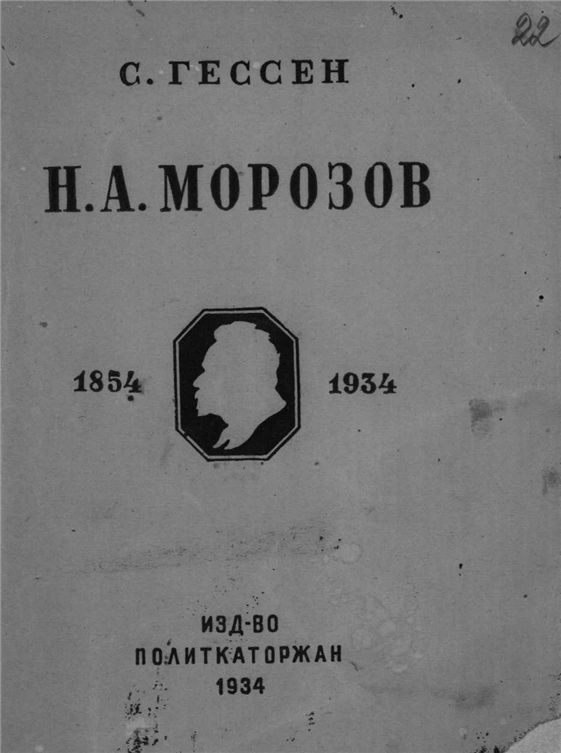 22
С. ГЕССЕН
Н. А. МОРОЗОВ
1854 1934
ИЗД-ВО
ПОЛИТКАТОРЖАН
1934